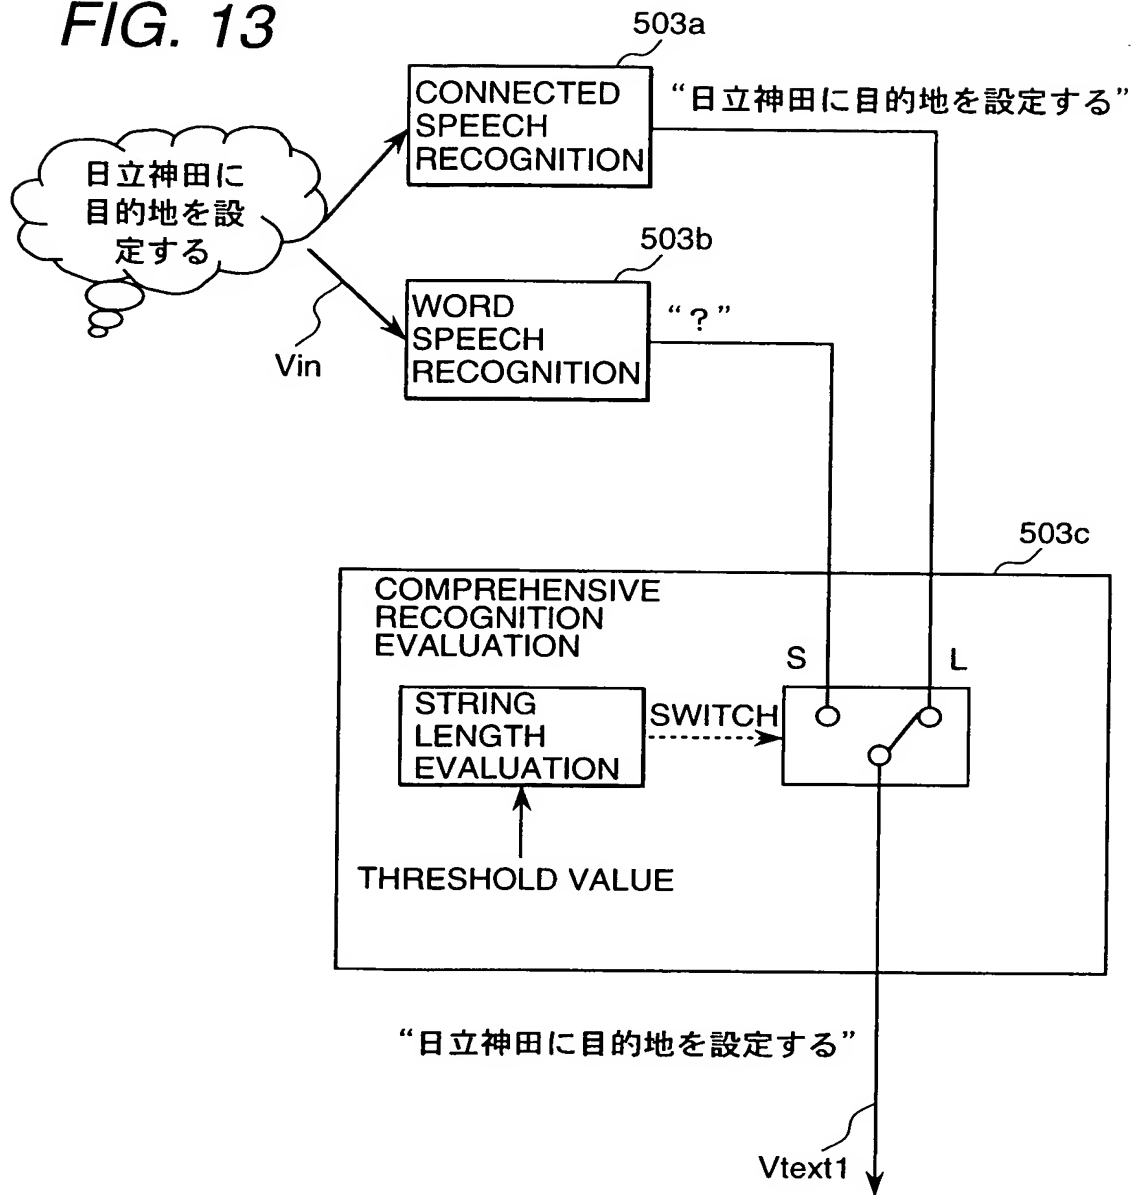 FIG. 13
503a
CONNECTED
SPEECH
RECOGNITION
“日立神田に目的地を設定する”
日立神田に
目的地を設
定する
503b
WORD
SPEECH
RECOGNITION
“?”
Vin
503c
COMPREHENSIVE
RECOGNITION
EVALUATION
S
L
STRING
LENGTH
EVALUATION
SWITCH
THRESHOLD VALUE
“日立神田に目的地を設定する”
Vtext1